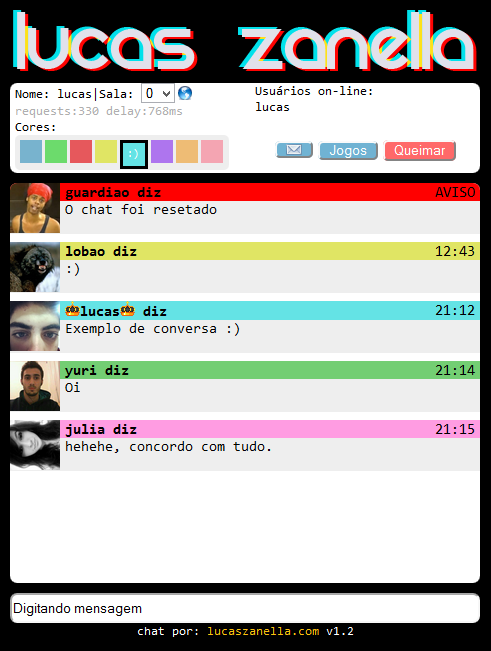 lucas zanella
Nome: lucas|Sala: 0
requests:330 delay:768ms
Cores:
:)
Usuários on-line:
lucas
Jogos Queimar
guardiao diz AVISO
O chat foi resetado
lobao diz 12:43
:)
lucas diz 21:12
Exemplo de conversa :)
yuri diz 21:14
Oi
julia diz 21:15
hehehe, concordo com tudo.
Digitando mensagem
chat por: lucaszanella.com v1.2